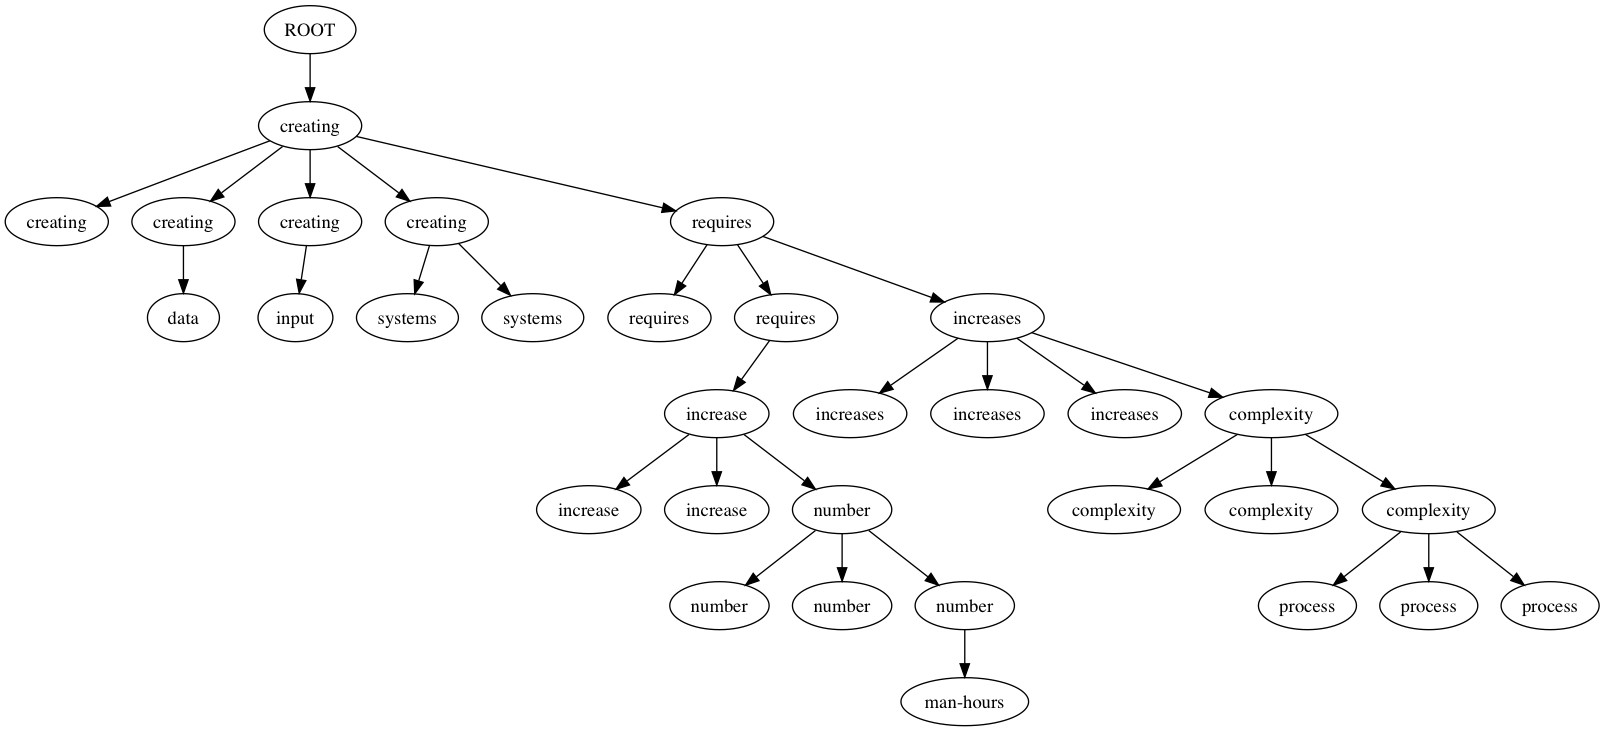 ROOT
creating
creating creating creating creating requires
data input systems systems requires requires increases
increase increases increases increases complexity
increase increase number complexity complexity complexity
number number number process process process
man-hours